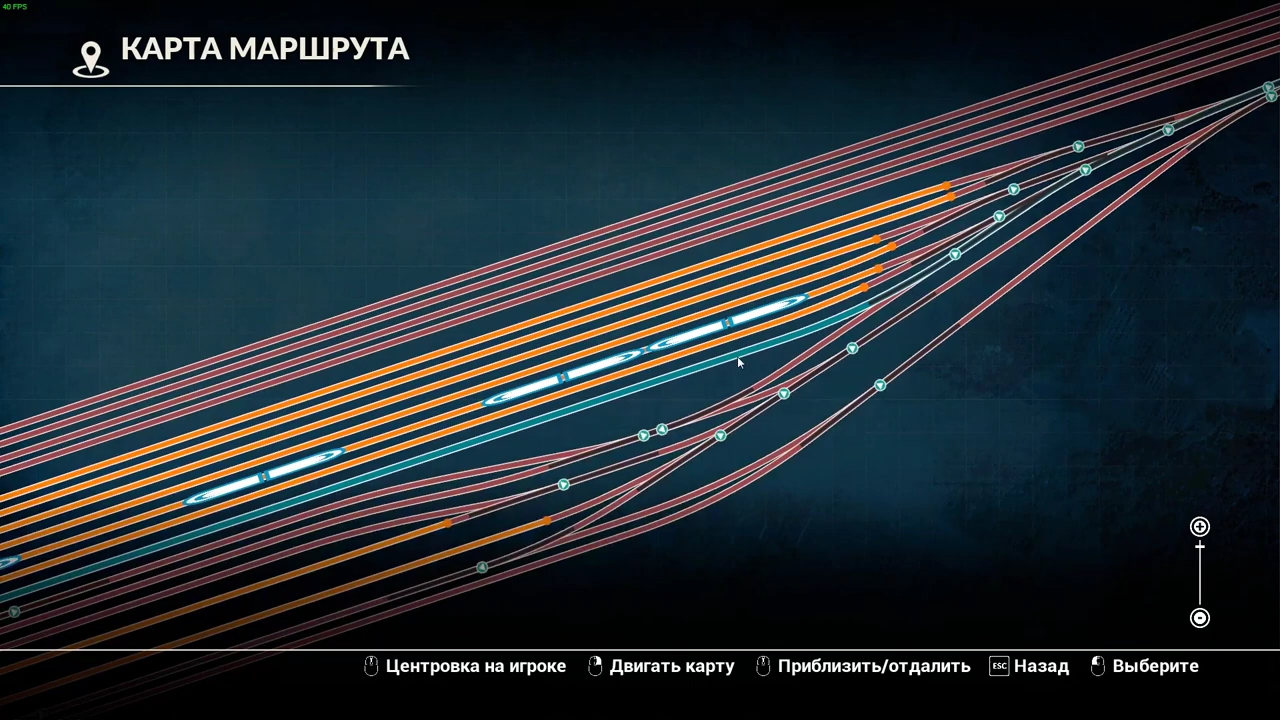 40 FPS
КАРТА МАРШРУТА
Центровка на игроке
Двигать карту
Приблизить/отдалить
ESC Назад
Выберите